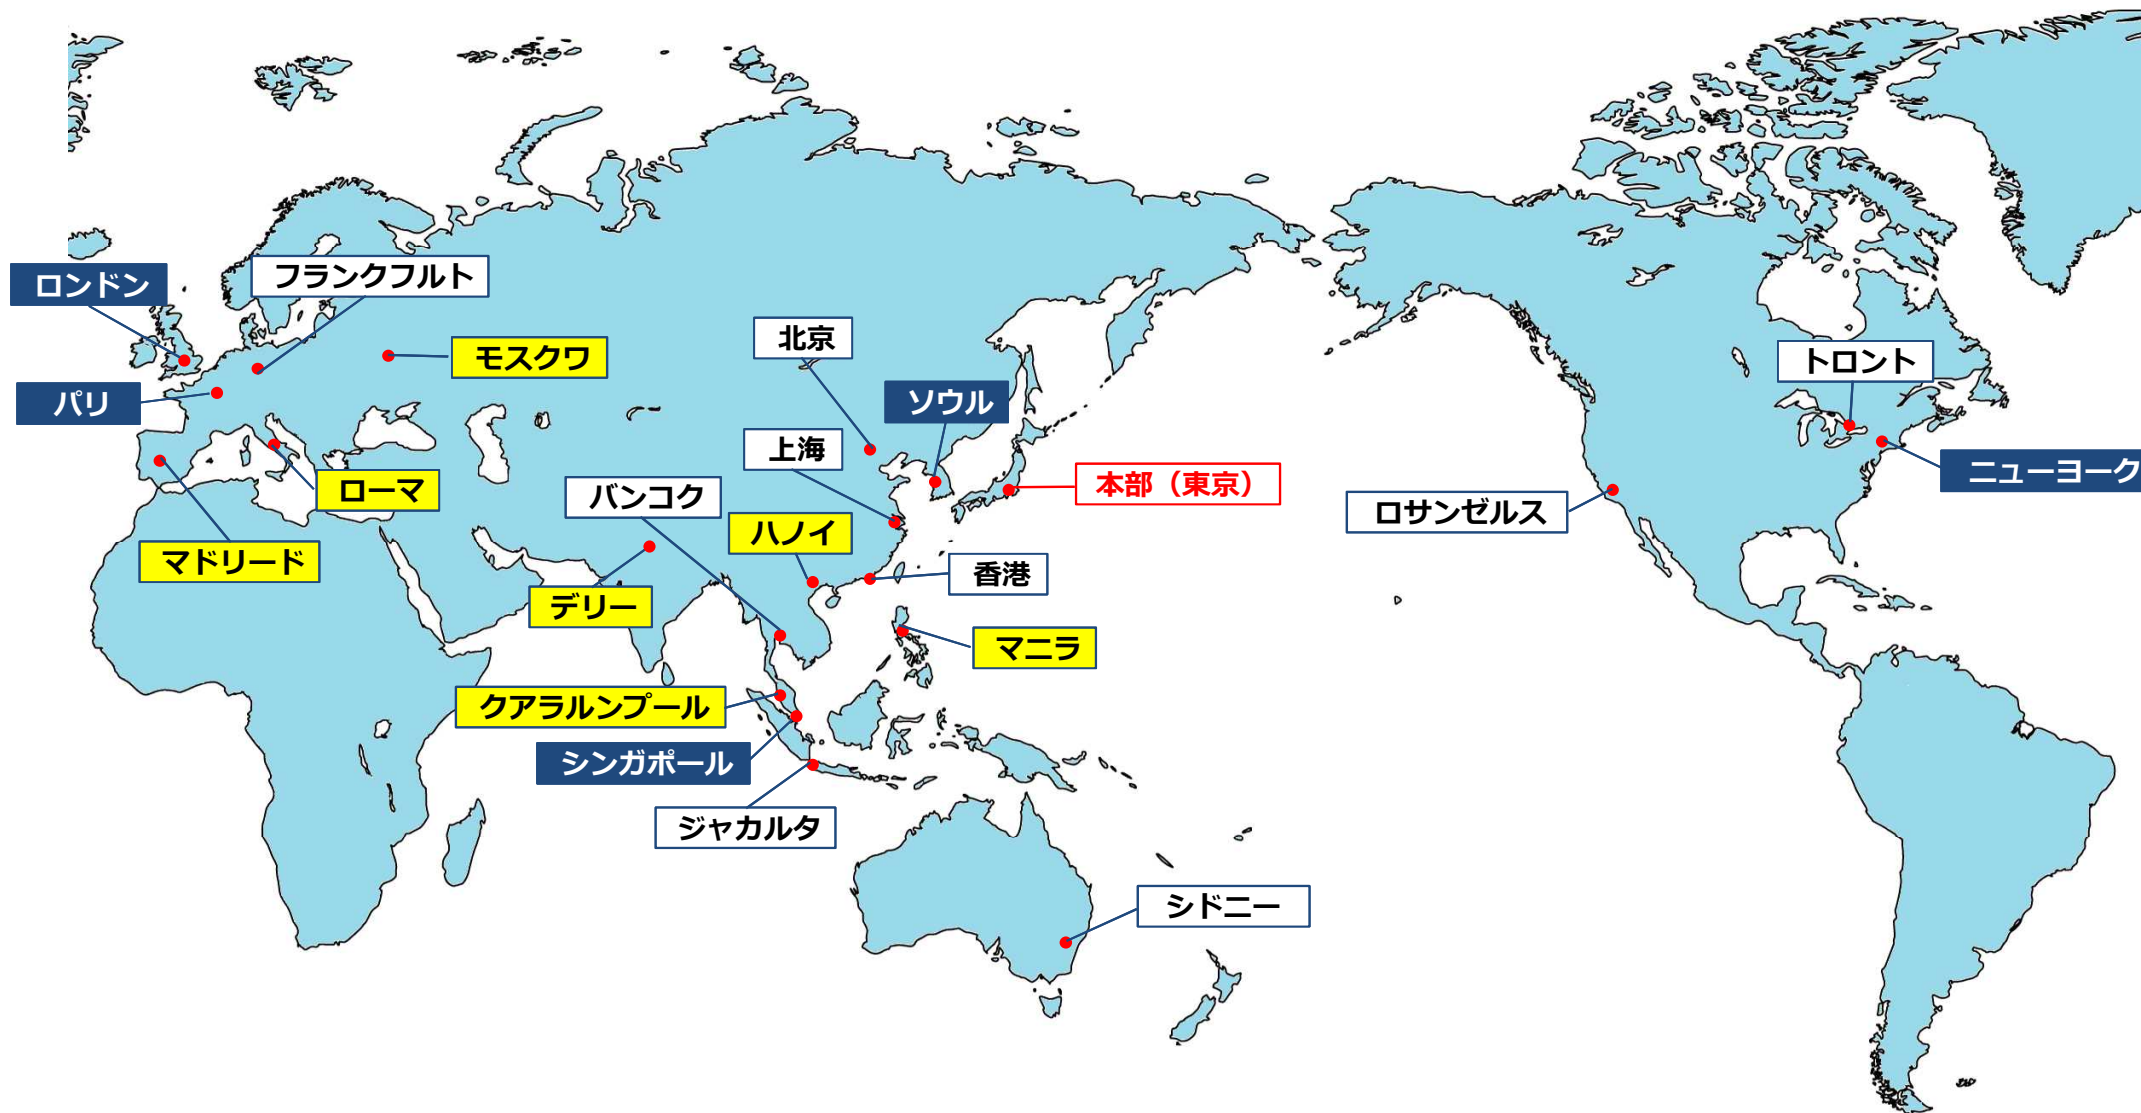 ロンドン
フランクフルト
モスクワ
パリ
北京
ソウル
トロント
上海
ローマ
本部（東京）
ニューヨーク
バンコク
ロサンゼルス
ハノイ
マドリード
香港
デリー
マニラ
クアラルンプール
シンガポール
ジャカルタ
シドニー